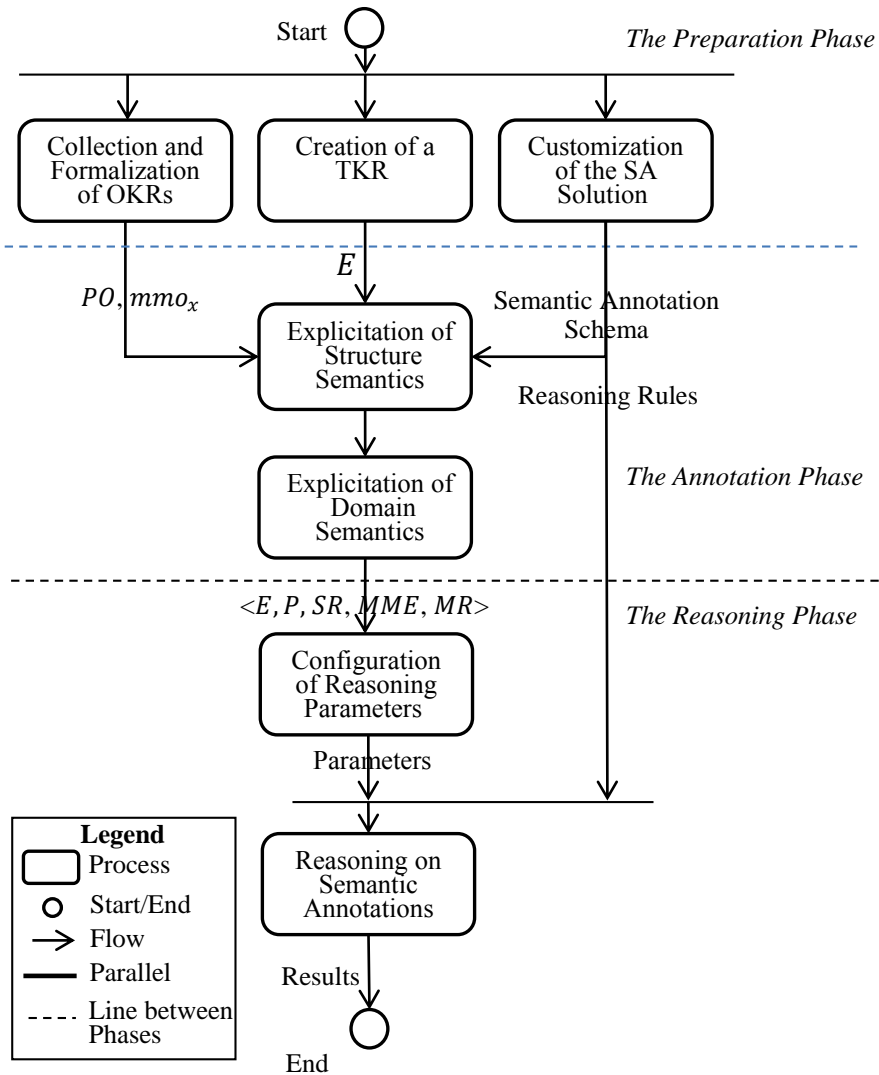 Start
The Preparation Phase
Collection and
Formalization
of OKRs
Creation of a
TKR
Customization
of the SA
Solution
E
PO, mmoₓ
Semantic Annotation
Schema
Explicitation of
Structure
Semantics
Reasoning Rules
The Annotation Phase
Explicitation of
Domain
Semantics
<E, P, SR, MME, MR>
The Reasoning Phase
Configuration
of Reasoning
Parameters
Parameters
Reasoning on
Semantic
Annotations
Results
End
Legend
Process
Start/End
Flow
Parallel
Line between
Phases